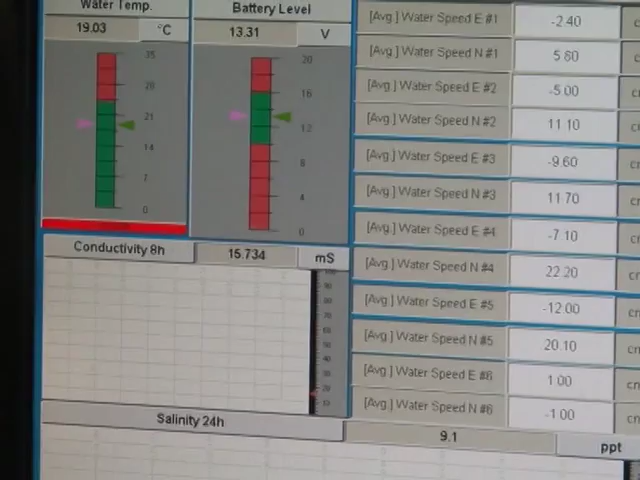 Water Temp.
19.03 °C
35
28
21
14
7
0
Battery Level
13.31 V
20
16
12
8
4
0
[Avg.] Water Speed E #1 -2.40
[Avg.] Water Speed N #1 5.80
[Avg.] Water Speed E #2 -5.00
[Avg.] Water Speed N #2 11.10
[Avg.] Water Speed E #3 -9.60
[Avg.] Water Speed N #3 11.70
[Avg.] Water Speed E #4 -7.10
[Avg.] Water Speed N #4 22.20
[Avg.] Water Speed E #5 -12.00
[Avg.] Water Speed N #5 20.10
[Avg.] Water Speed E #6 1.00
[Avg.] Water Speed N #6 -1.00
Conductivity 8h 15.734 mS
Salinity 24h 9.1 ppt